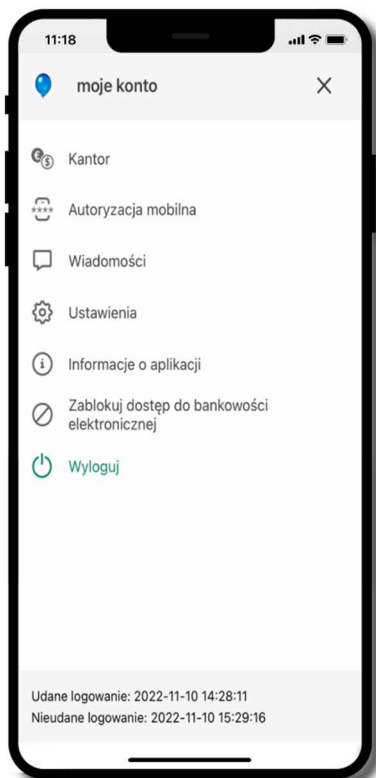 11:18
moje konto
Kantor
Autoryzacja mobilna
Wiadomości
Ustawienia
Informacje o aplikacji
Zablokuj dostęp do bankowości
elektronicznej
Wyloguj
Udane logowanie: 2022-11-10 14:28:11
Nieudane logowanie: 2022-11-10 15:29:16